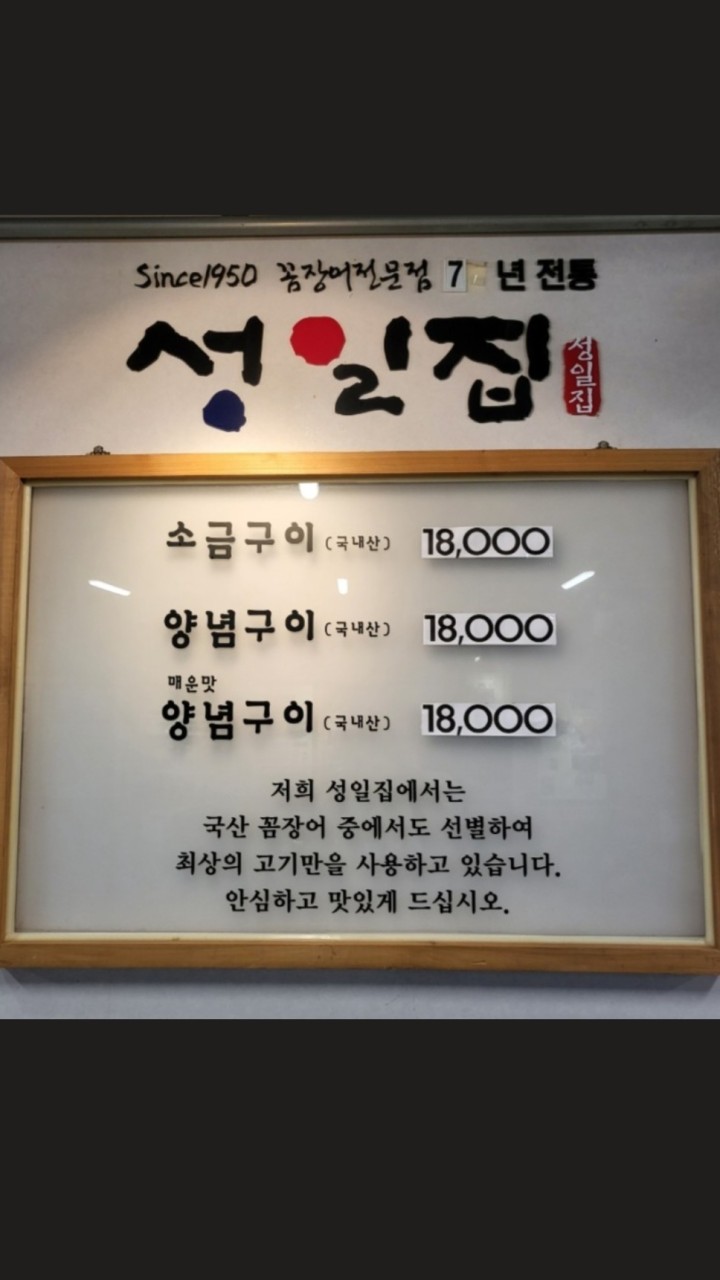 Since1950 꼼장어전문점 7 년 전통
성일집
성일집
소금구이 (국내산) 18,000
양념구이 (국내산) 18,000
매운맛
양념구이 (국내산) 18,000
저희 성일집에서는
국산 꼼장어 중에서도 선별하여
최상의 고기만을 사용하고 있습니다.
안심하고 맛있게 드십시오.